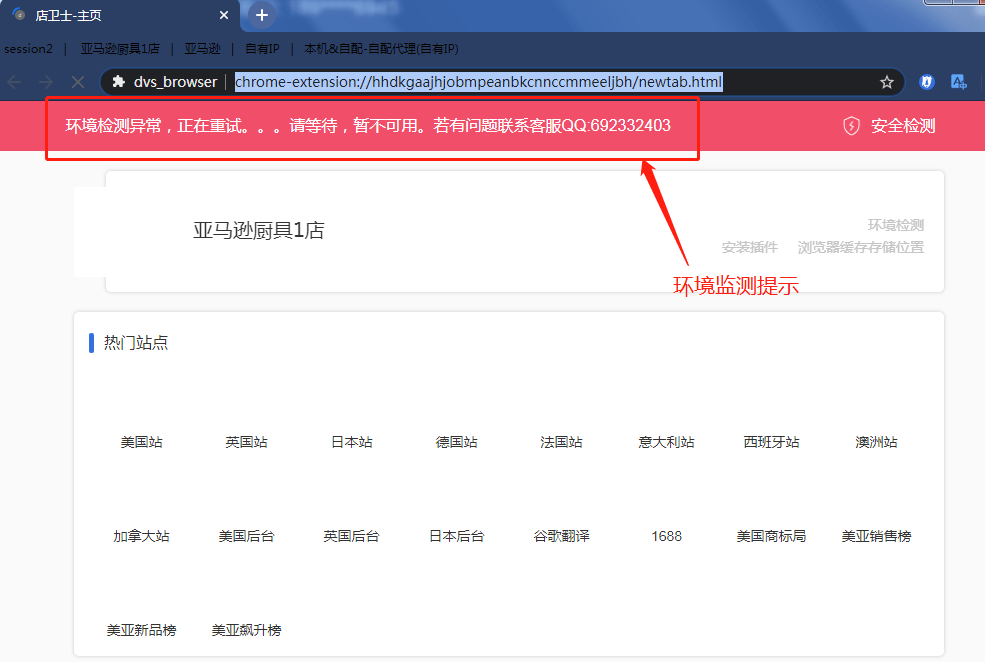 店卫士-主页
session2 | 亚马逊厨具1店 | 亚马逊 | 自有IP | 本机&自配-自配代理(自有IP)
dvs_browser chrome-extension://hhdkgaajhjobmpeanbkcnnccmmeeljbh/newtab.html
环境检测异常，正在重试。。。请等待，暂不可用。若有问题联系客服QQ:692332403 安全检测
亚马逊厨具1店
环境检测
安装插件 浏览器缓存存储位置
环境监测提示
热门站点
美国站 英国站 日本站 德国站 法国站 意大利站 西班牙站 澳洲站
加拿大站 美国后台 英国后台 日本后台 谷歌翻译 1688 美国商标局 美亚销售榜
美亚新品榜 美亚飙升榜